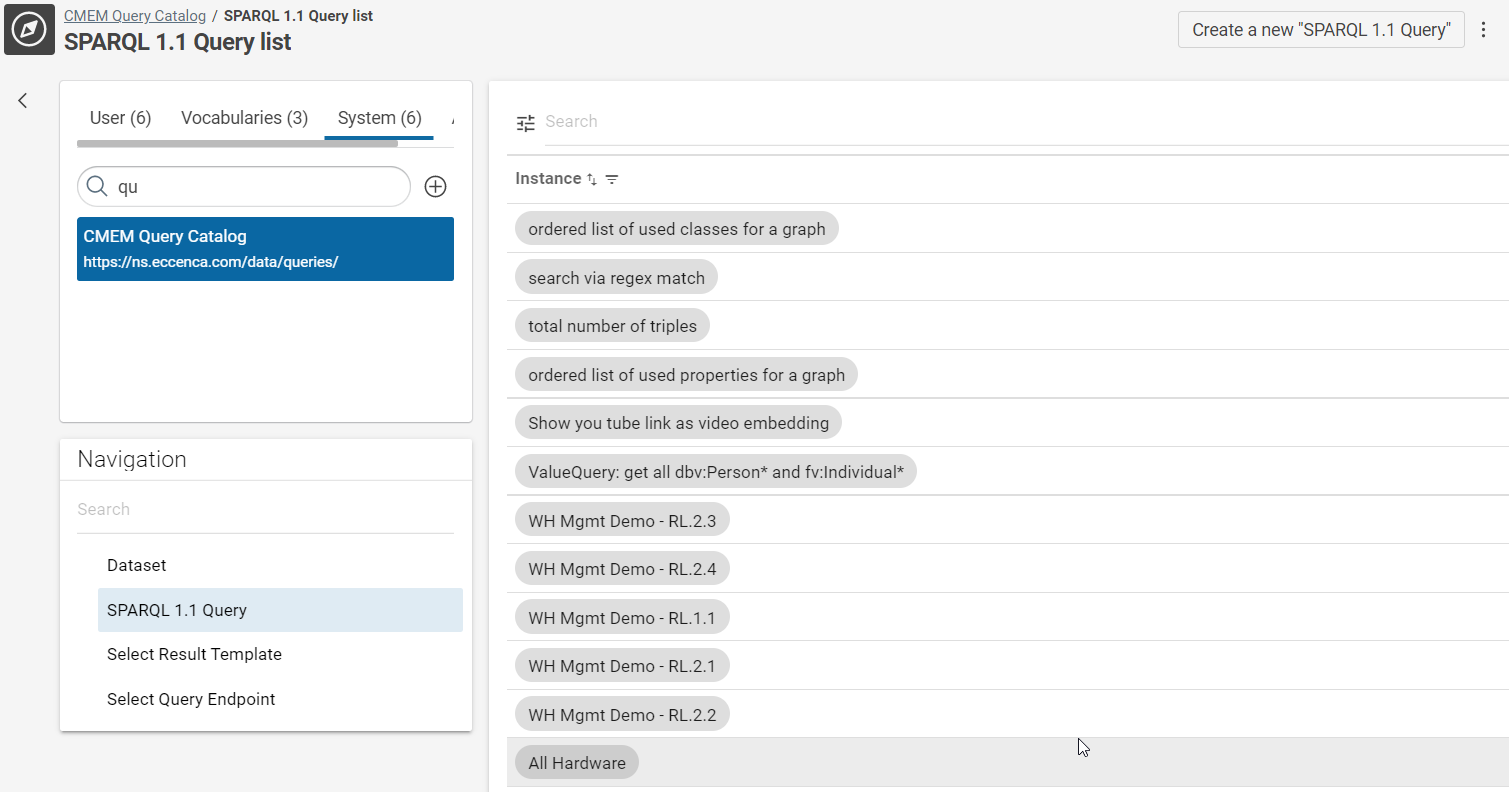 CMEM Query Catalog / SPARQL 1.1 Query list
SPARQL 1.1 Query list
Create a new "SPARQL 1.1 Query"
User (6) Vocabularies (3) System (6)
qu
CMEM Query Catalog
https://ns.eccenca.com/data/queries/
Navigation
Search
Dataset
SPARQL 1.1 Query
Select Result Template
Select Query Endpoint
Search
Instance
ordered list of used classes for a graph
search via regex match
total number of triples
ordered list of used properties for a graph
Show you tube link as video embedding
ValueQuery: get all dbv:Person* and fv:Individual*
WH Mgmt Demo - RL.2.3
WH Mgmt Demo - RL.2.4
WH Mgmt Demo - RL.1.1
WH Mgmt Demo - RL.2.1
WH Mgmt Demo - RL.2.2
All Hardware